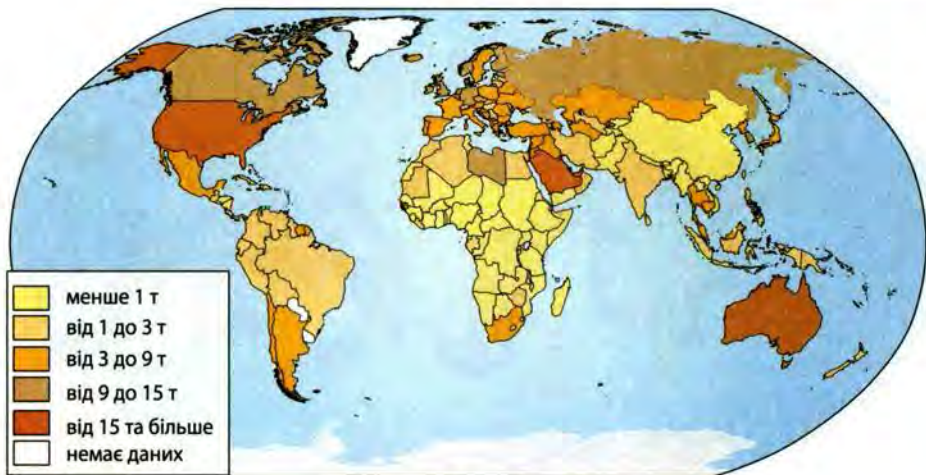 менше 1 т
від 1 до 3 т
від 3 до 9 т
від 9 до 15 т
від 15 та більше
немає даних